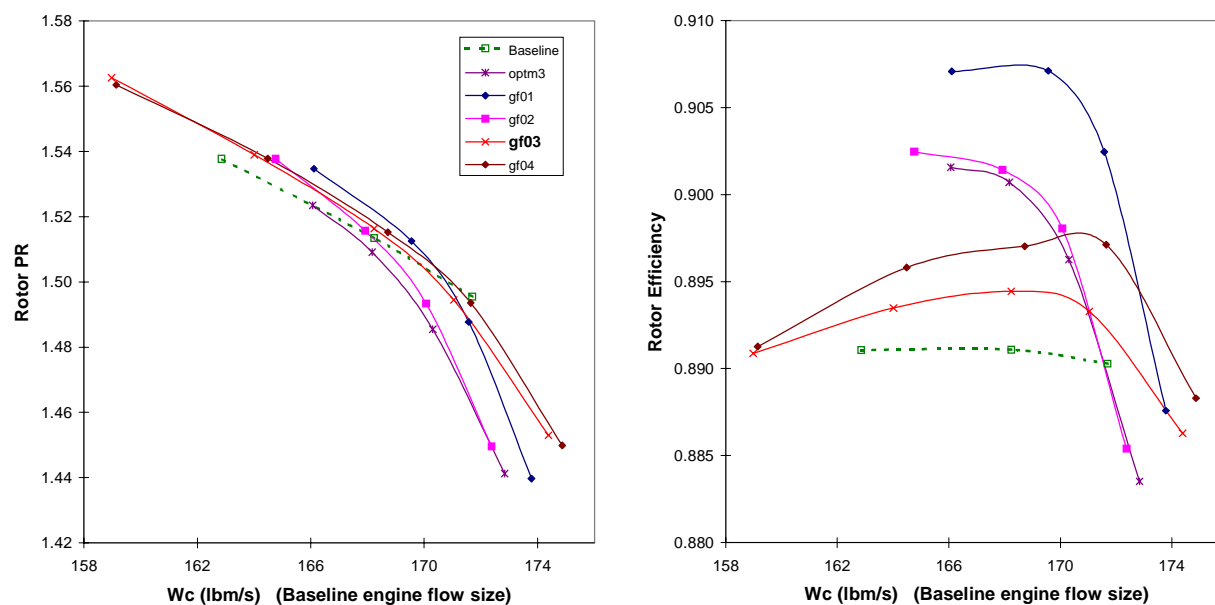 1.58
1.56
1.54
1.52
1.50
1.48
1.46
1.44
1.42
Rotor PR
158 162 166 170 174
Wc (lbm/s) (Baseline engine flow size)
Baseline
optm3
gf01
gf02
gf03
gf04
0.910
0.905
0.900
0.895
0.890
0.885
0.880
Rotor Efficiency
158 162 166 170 174
Wc (lbm/s) (Baseline engine flow size)